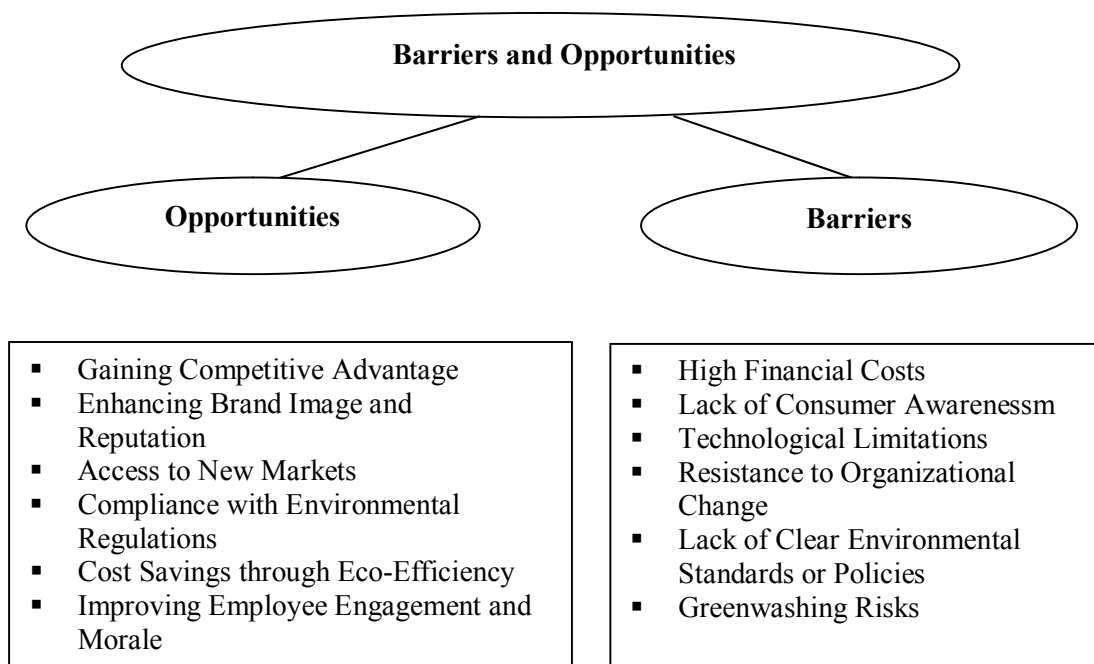 Barriers and Opportunities
Opportunities
Barriers
▪ Gaining Competitive Advantage
▪ Enhancing Brand Image and
Reputation
▪ Access to New Markets
▪ Compliance with Environmental
Regulations
▪ Cost Savings through Eco-Efficiency
▪ Improving Employee Engagement and
Morale
▪ High Financial Costs
▪ Lack of Consumer Awarenessm
▪ Technological Limitations
▪ Resistance to Organizational
Change
▪ Lack of Clear Environmental
Standards or Policies
▪ Greenwashing Risks